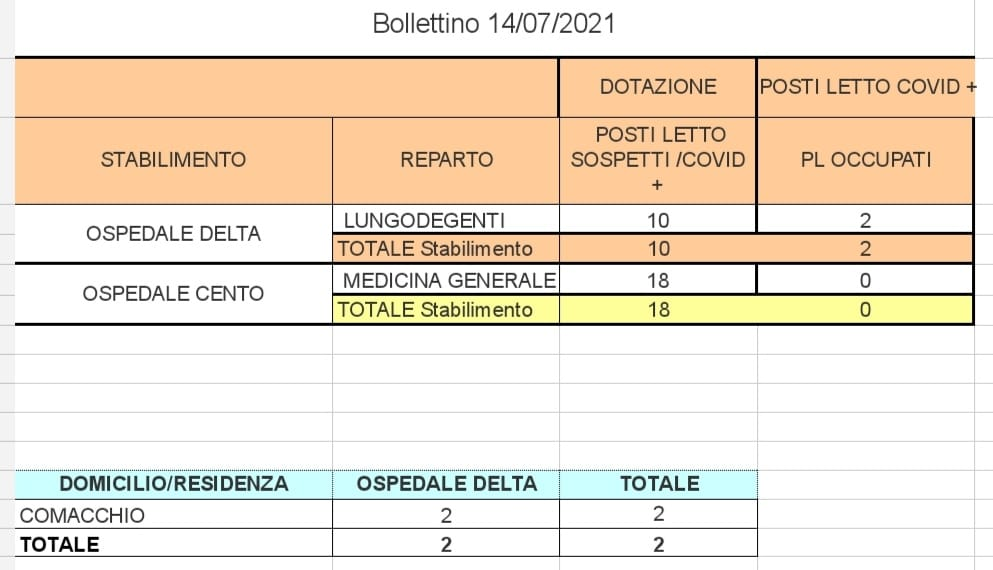 Bollettino 14/07/2021
DOTAZIONE POSTI LETTO COVID +
STABILIMENTO REPARTO POSTI LETTO SOSPETTI /COVID + PL OCCUPATI
OSPEDALE DELTA LUNGODEGENTI 10 2
TOTALE Stabilimento 10 2
OSPEDALE CENTO MEDICINA GENERALE 18 0
TOTALE Stabilimento 18 0
DOMICILIO/RESIDENZA OSPEDALE DELTA TOTALE
COMACCHIO 2 2
TOTALE 2 2